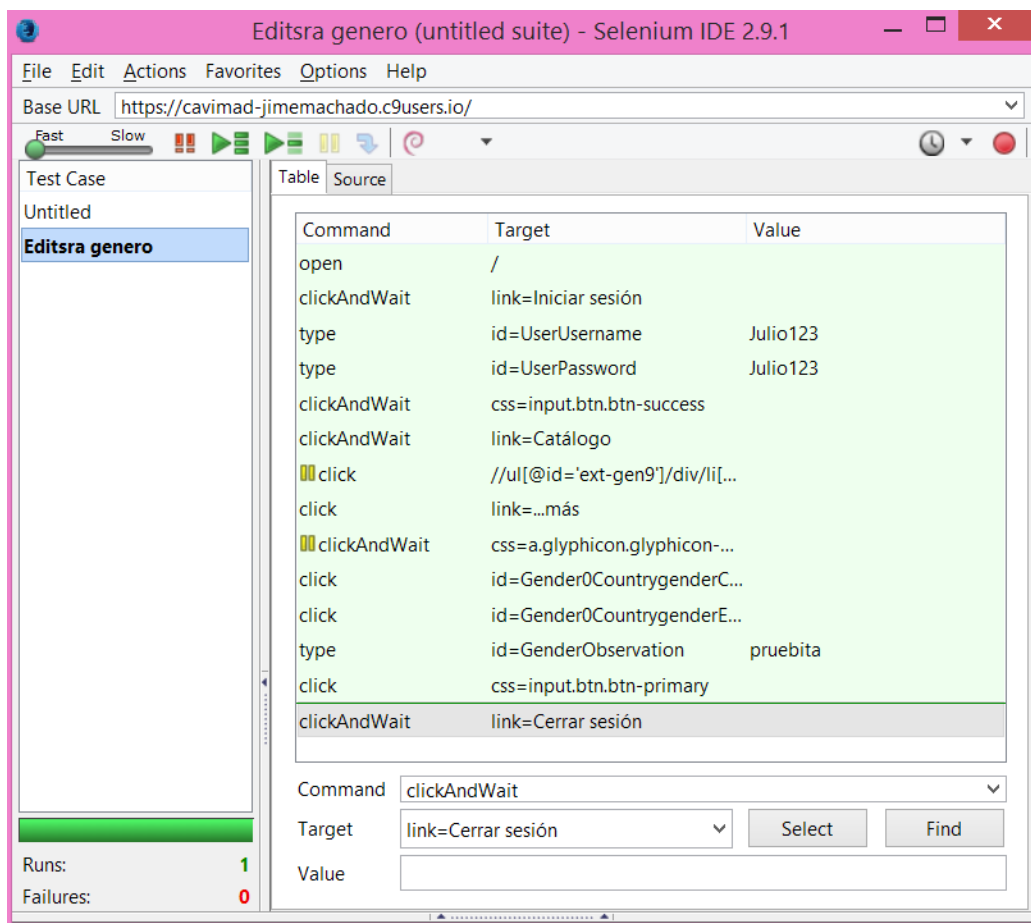 Editsra genero (untitled suite) - Selenium IDE 2.9.1
File Edit Actions Favorites Options Help
Base URL https://cavimad-jimemachado.c9users.io/
Fast Slow
Test Case
Untitled
Editsra genero
Table Source
Command Target Value
open /
clickAndWait link=Iniciar sesión
type id=UserUsername Julio123
type id=UserPassword Julio123
clickAndWait css=input.btn.btn-success
clickAndWait link=Catálogo
click //ul[@id='ext-gen9']/div/li[...
click link=...más
clickAndWait css=a.glyphicon.glyphicon-...
click id=Gender0CountrygenderC...
click id=Gender0CountrygenderE...
type id=GenderObservation pruebita
click css=input.btn.btn-primary
clickAndWait link=Cerrar sesión
Command clickAndWait
Target link=Cerrar sesión Select Find
Value
Runs: 1
Failures: 0